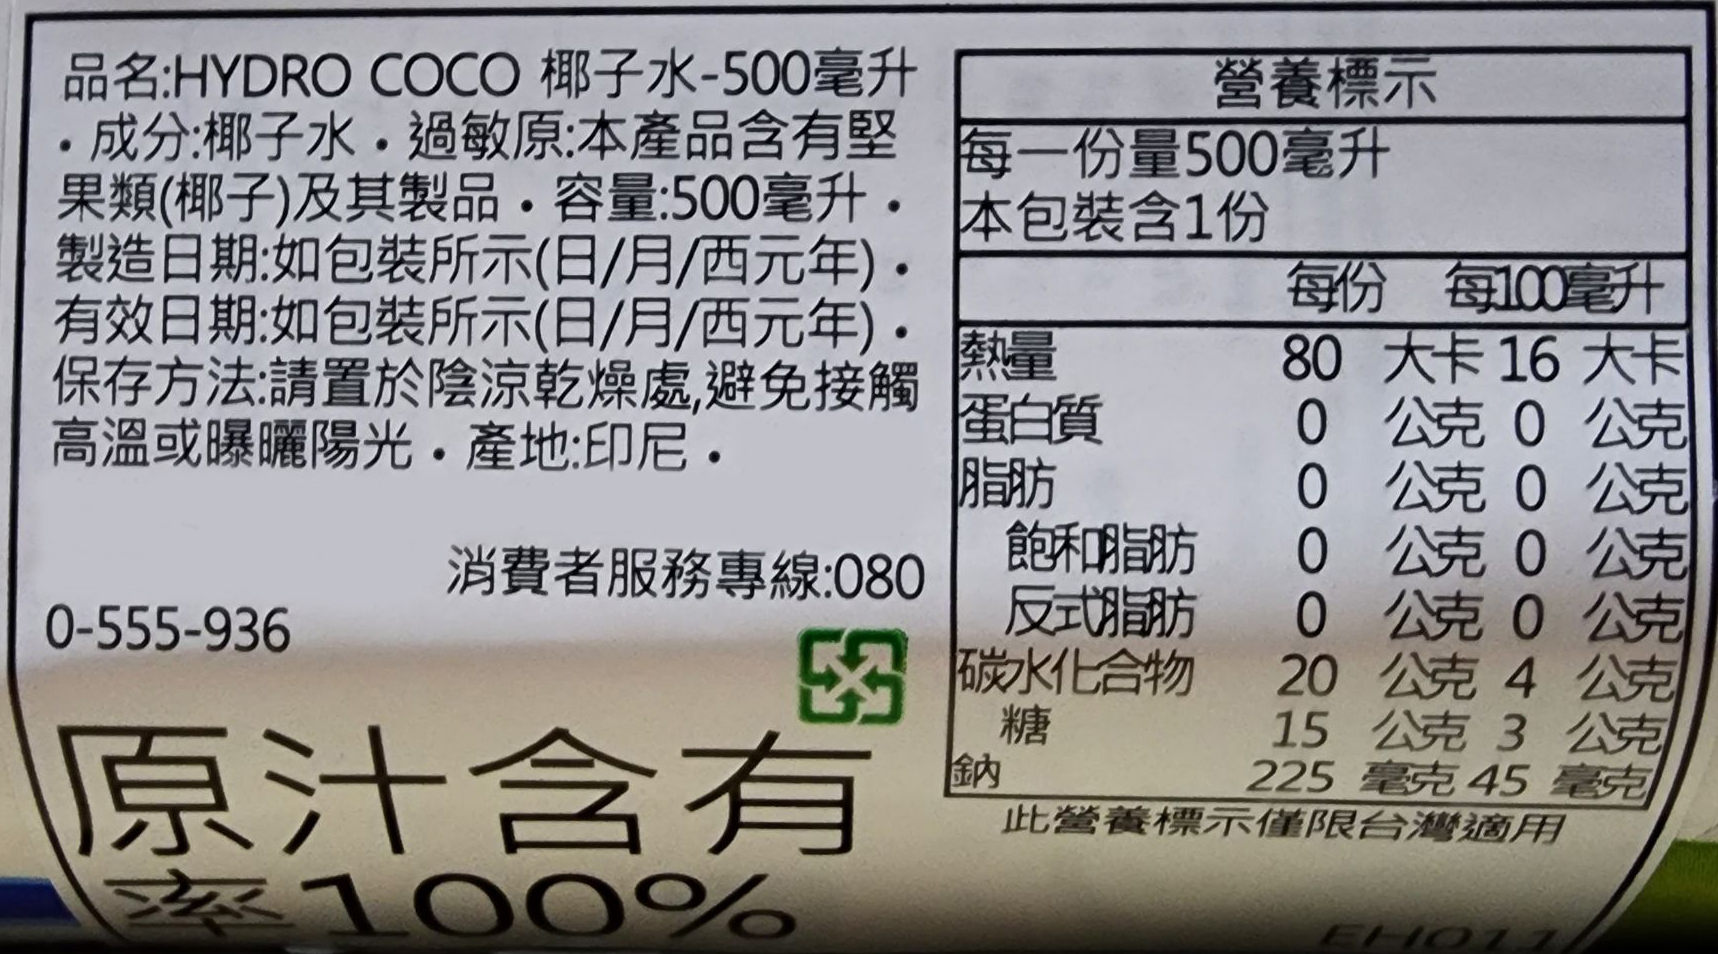 品名:HYDRO COCO 椰子水-500毫升
．成分:椰子水．過敏原:本產品含有堅
果類(椰子)及其製品．容量:500毫升．
製造日期:如包裝所示(日/月/西元年)．
有效日期:如包裝所示(日/月/西元年)．
保存方法:請置於陰涼乾燥處,避免接觸
高溫或曝曬陽光．產地:印尼．
消費者服務專線:080
0-555-936
原汁含有
率100%
營養標示
每一份量500毫升
本包裝含1份
每份 每100毫升
熱量 80 大卡 16 大卡
蛋白質 0 公克 0 公克
脂肪 0 公克 0 公克
飽和脂肪 0 公克 0 公克
反式脂肪 0 公克 0 公克
碳水化合物 20 公克 4 公克
糖 15 公克 3 公克
鈉 225 毫克 45 毫克
此營養標示僅限台灣適用
EH011